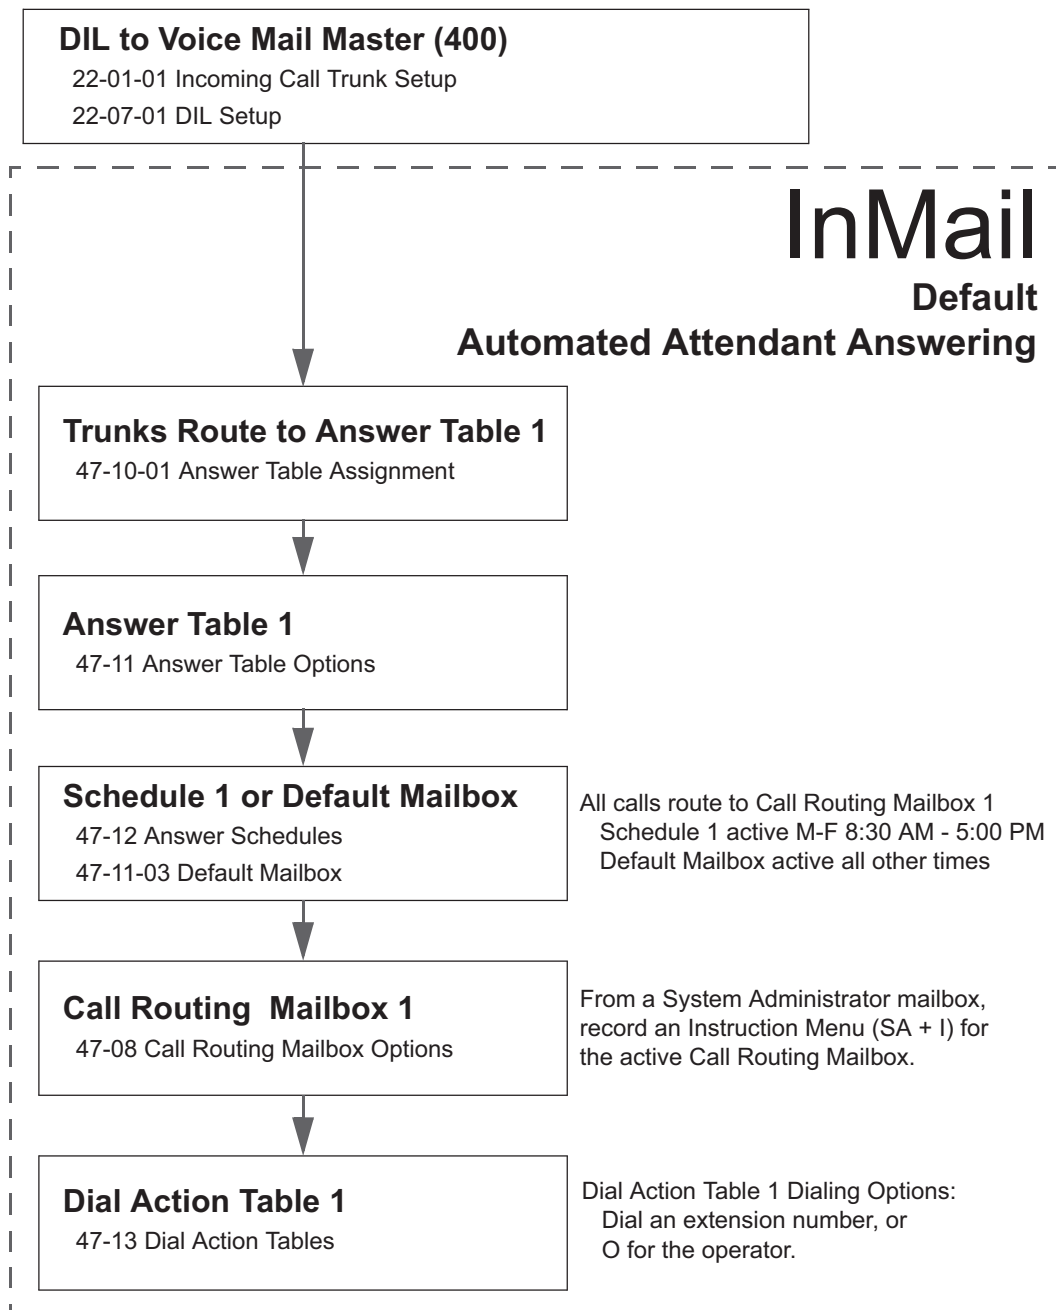 DIL to Voice Mail Master (400)
22-01-01 Incoming Call Trunk Setup
22-07-01 DIL Setup
InMail
Default
Automated Attendant Answering
Trunks Route to Answer Table 1
47-10-01 Answer Table Assignment
Answer Table 1
47-11 Answer Table Options
Schedule 1 or Default Mailbox
47-12 Answer Schedules
47-11-03 Default Mailbox
All calls route to Call Routing Mailbox 1
Schedule 1 active M-F 8:30 AM - 5:00 PM
Default Mailbox active all other times
Call Routing  Mailbox 1
47-08 Call Routing Mailbox Options
From a System Administrator mailbox,
record an Instruction Menu (SA + I) for
the active Call Routing Mailbox.
Dial Action Table 1
47-13 Dial Action Tables
Dial Action Table 1 Dialing Options:
Dial an extension number, or
O for the operator.